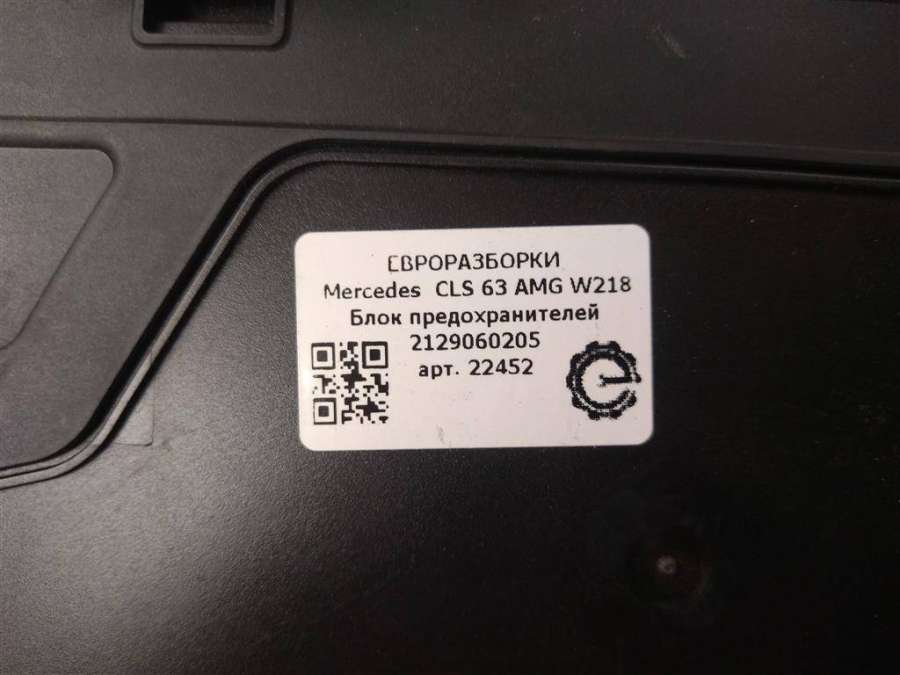 ЕВРОРАЗБОРКИ
Mercedes CLS 63 AMG W218
Блок предохранителей
2129060205
арт. 22452